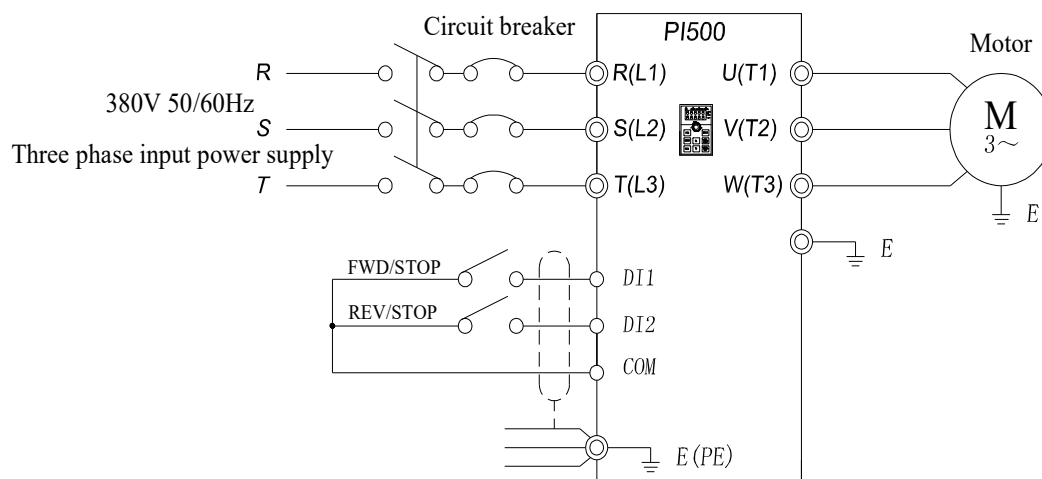 Circuit breaker
PI500
Motor
R
R(L1)
U(T1)
380V 50/60Hz
S
S(L2)
V(T2)
M
3~
Three phase input power supply
T
T(L3)
W(T3)
E
E
FWD/STOP
DI1
REV/STOP
DI2
COM
E(PE)